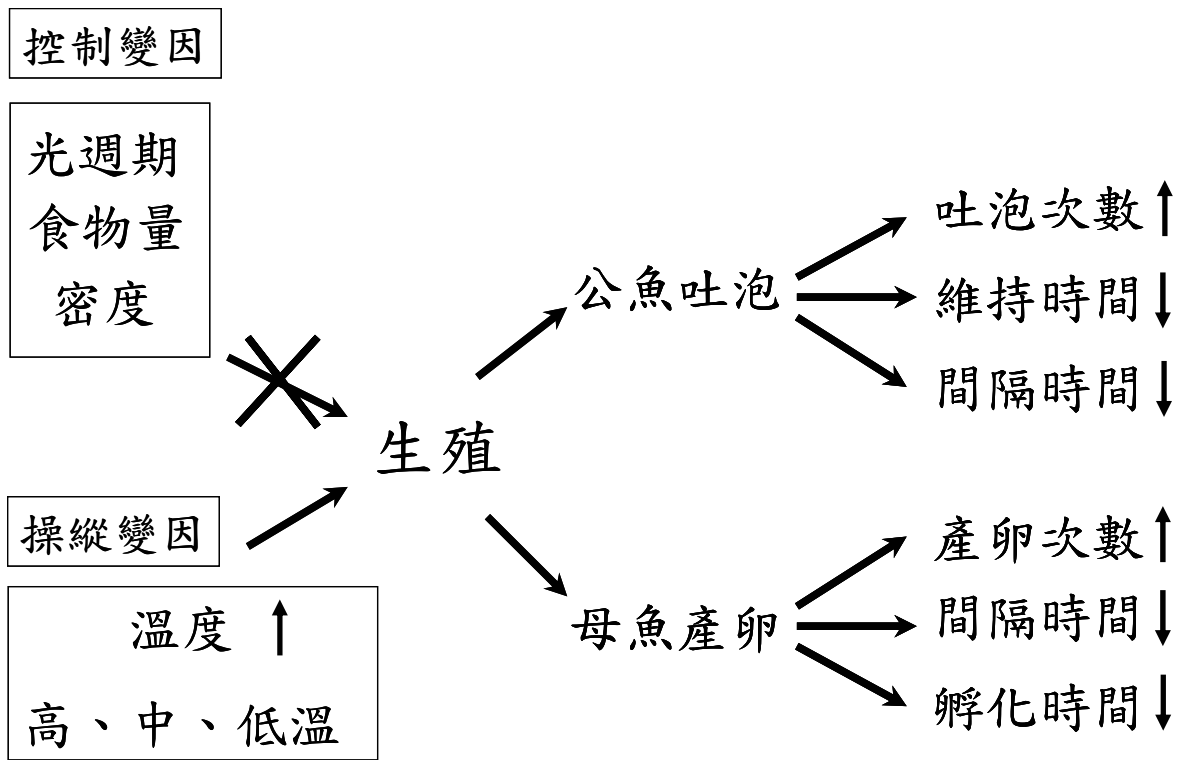 控制變因
光週期
食物量
密度
生殖
操縱變因
溫度
高、中、低溫
公魚吐泡
吐泡次數
維持時間
間隔時間
母魚產卵
產卵次數
間隔時間
孵化時間